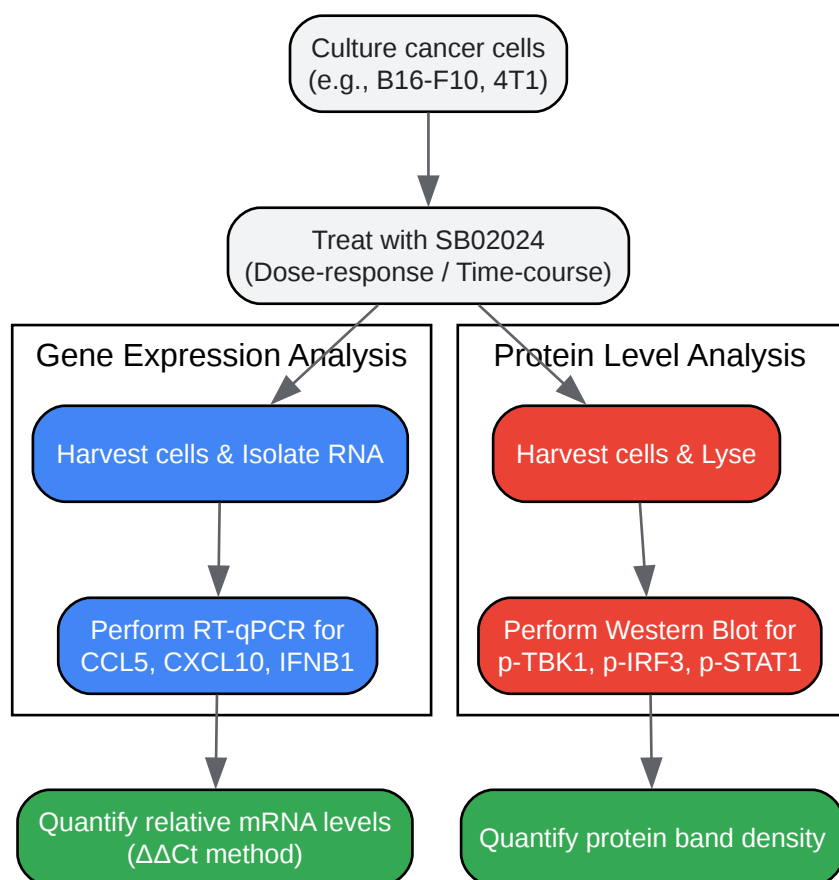 Culture cancer cells
(e.g., B16-F10, 4T1)
Treat with SB02024
(Dose-response / Time-course)
Gene Expression Analysis
Protein Level Analysis
Harvest cells & Isolate RNA
Harvest cells & Lyse
Perform RT-qPCR for
CCL5, CXCL10, IFNB1
Perform Western Blot for
p-TBK1, p-IRF3, p-STAT1
Quantify relative mRNA levels
(ΔΔCt method)
Quantify protein band density